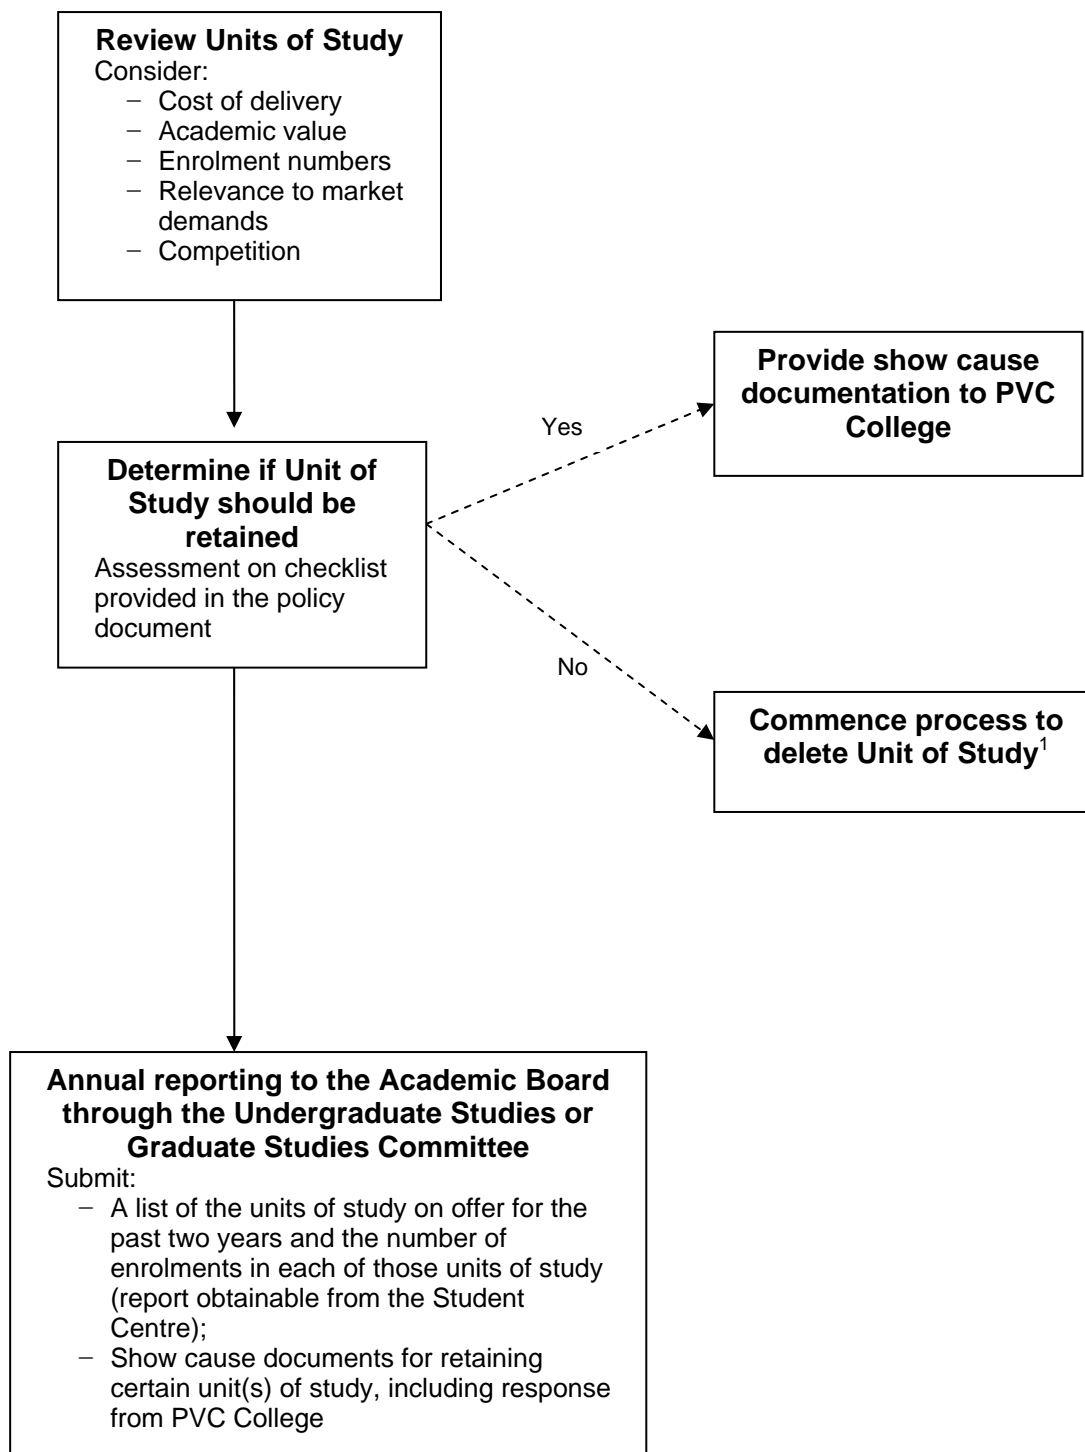 Review Units of Study
Consider:
– Cost of delivery
– Academic value
– Enrolment numbers
– Relevance to market
demands
– Competition
Provide show cause
documentation to PVC
College
Yes
Determine if Unit of
Study should be
retained
Assessment on checklist
provided in the policy
document
No
Commence process to
delete Unit of Study¹
Annual reporting to the Academic Board
through the Undergraduate Studies or
Graduate Studies Committee
Submit:
– A list of the units of study on offer for the
past two years and the number of
enrolments in each of those units of study
(report obtainable from the Student
Centre);
– Show cause documents for retaining
certain unit(s) of study, including response
from PVC College